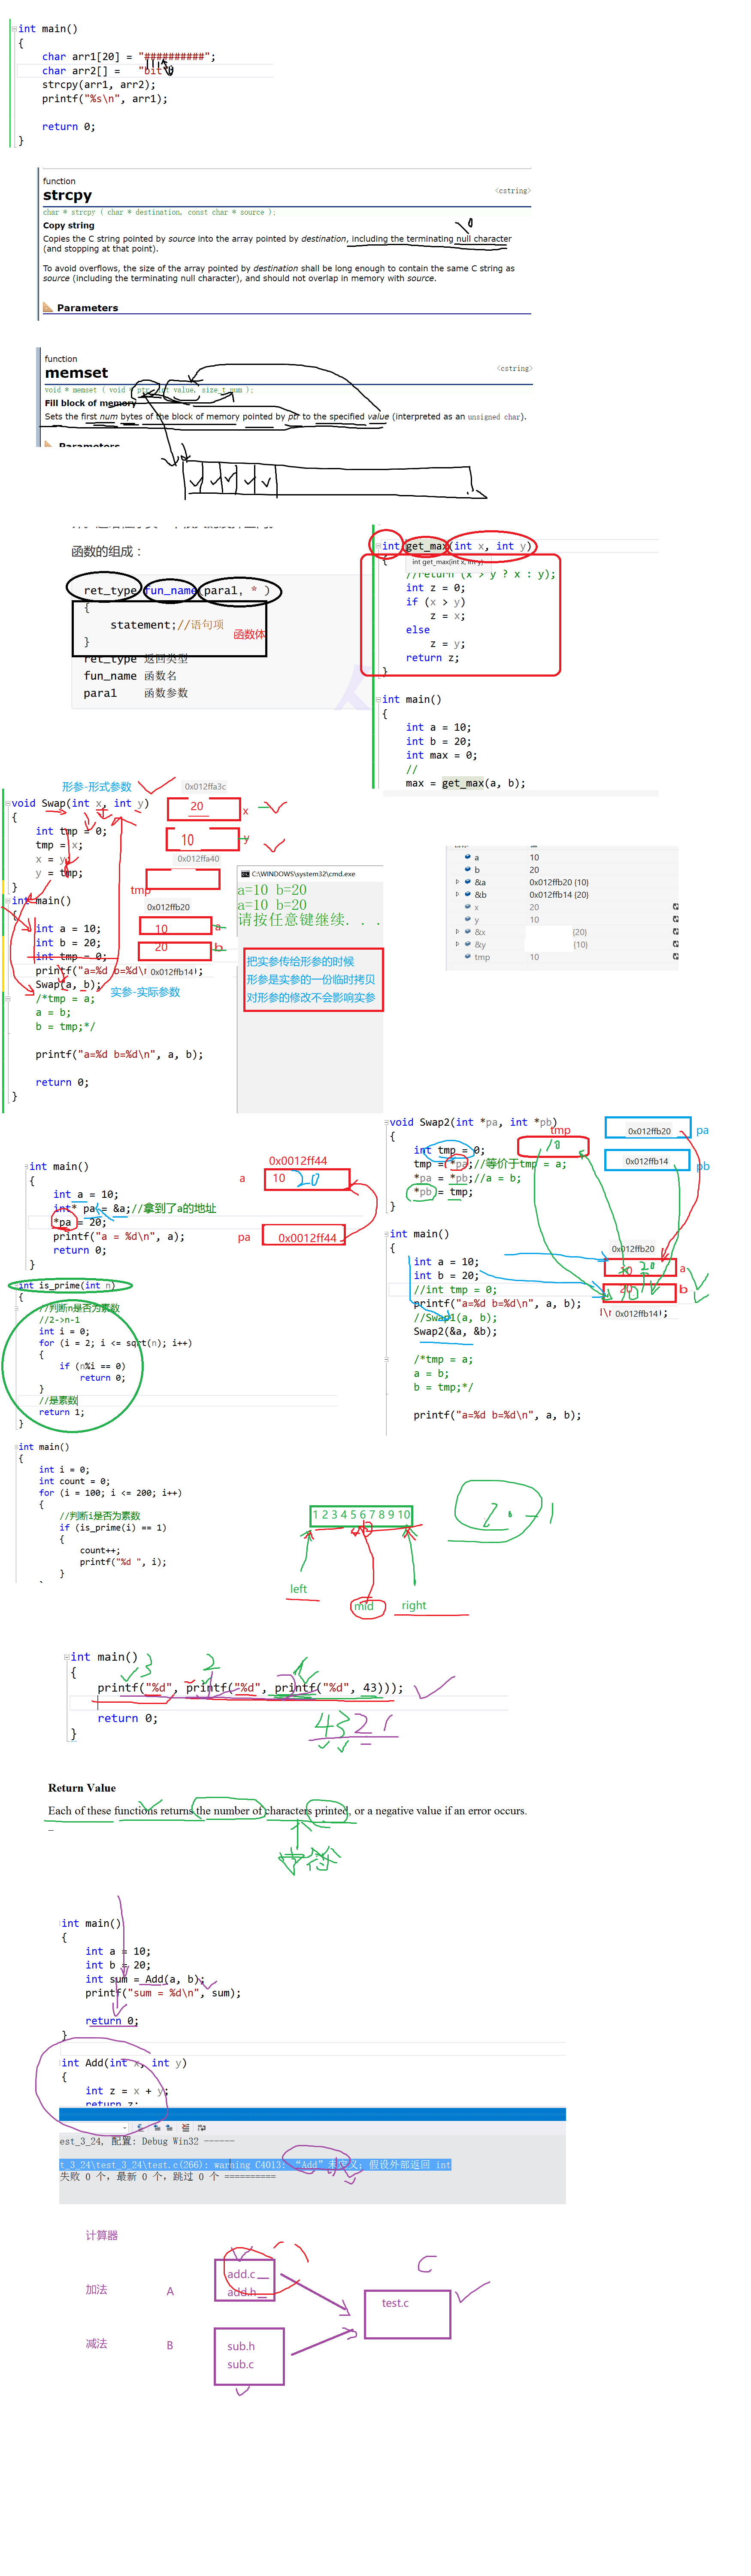 int main()
{
char arr1[20] = "##########";
char arr2[] = "bit";
strcpy(arr1, arr2);
printf("%s\n", arr1);
return 0;
}
function
strcpy
<cstring>
char * strcpy ( char * destination, const char * source );
Copy string
\0
Copies the C string pointed by source into the array pointed by destination, including the terminating null character
(and stopping at that point).
To avoid overflows, the size of the array pointed by destination shall be long enough to contain the same C string as
source (including the terminating null character), and should not overlap in memory with source.
Parameters
function
memset
<cstring>
void * memset ( void * ptr, int value, size_t num );
Fill block of memory
Sets the first num bytes of the block of memory pointed by ptr to the specified value (interpreted as an unsigned char).
Parameters
函数的组成：
ret_type fun_name(para1, * )
{
statement;//语句项
函数体
}
ret_type 返回类型
fun_name 函数名
para1 函数参数
int get_max(int x, int y)
{
int get_max(int x, int y)
//return (x > y ? x : y);
int z = 0;
if (x > y)
z = x;
else
z = y;
return z;
}
int main()
{
int a = 10;
int b = 20;
int max = 0;
//
max = get_max(a, b);
形参-形式参数
0x012ffa3c
void Swap(int x, int y)
20 x
{
int tmp = 0;
10 y
tmp = x;
x = y;
0x012ffa40
y = tmp;
}
tmp
int main()
0x012ffb20
{
int a = 10;
10 a
int b = 20;
20 b
int tmp = 0;
printf("a=%d b=%d\n", a, b);
0x012ffb14
Swap(a, b);
实参-实际参数
/*tmp = a;
a = b;
b = tmp;*/
printf("a=%d b=%d\n", a, b);
return 0;
}
C:\WINDOWS\system32\cmd.exe
a=10 b=20
a=10 b=20
请按任意键继续. . .
把实参传给形参的时候
形参是实参的一份临时拷贝
对形参的修改不会影响实参
a 10
b 20
&a 0x012ffb20 {10}
&b 0x012ffb14 {20}
x 20
y 10
&x {20}
&y {10}
tmp 10
int main()
{
int a = 10;
int* pa = &a;//拿到了a的地址
*pa = 20;
printf("a = %d\n", a);
return 0;
}
0x0012ff44
a 10 20
pa 0x0012ff44
void Swap2(int *pa, int *pb)
{
int tmp = 0;
tmp = *pa;//等价于tmp = a;
*pa = *pb;//a = b;
*pb = tmp;
}
tmp
10
0x012ffb20 pa
0x012ffb14 pb
int main()
{
int a = 10;
int b = 20;
//int tmp = 0;
printf("a=%d b=%d\n", a, b);
//Swap1(a, b);
Swap2(&a, &b);
/*tmp = a;
a = b;
b = tmp;*/
printf("a=%d b=%d\n", a, b);
0x012ffb20
10 20 a
20 10 b
0x012ffb14
int is_prime(int n)
{
//判断n是否为素数
//2->n-1
int i = 0;
for (i = 2; i <= sqrt(n); i++)
{
if (n%i == 0)
return 0;
}
//是素数
return 1;
}
int main()
{
int i = 0;
int count = 0;
for (i = 100; i <= 200; i++)
{
//判断i是否为素数
if (is_prime(i) == 1)
{
count++;
printf("%d ", i);
}
1 2 3 4 5 6 7 8 9 10
left
mid
right
int main()
{
3 2 1
printf("%d", printf("%d", printf("%d", 43)));
return 0;
4321
}
Return Value
Each of these functions returns the number of characters printed, or a negative value if an error occurs.
字符
int main()
{
int a = 10;
int b = 20;
int sum = Add(a, b);
printf("sum = %d\n", sum);
return 0;
}
int Add(int x, int y)
{
int z = x + y;
return z;
est_3_24, 配置: Debug Win32 ------
t_3_24\test_3_24\test.c(266): warning C4013: “Add”未定义；假设外部返回 int
失败 0 个，最新 0 个，跳过 0 个 ==========
计算器
C
加法 A
add.c
add.h
test.c
减法 B
sub.h
sub.c